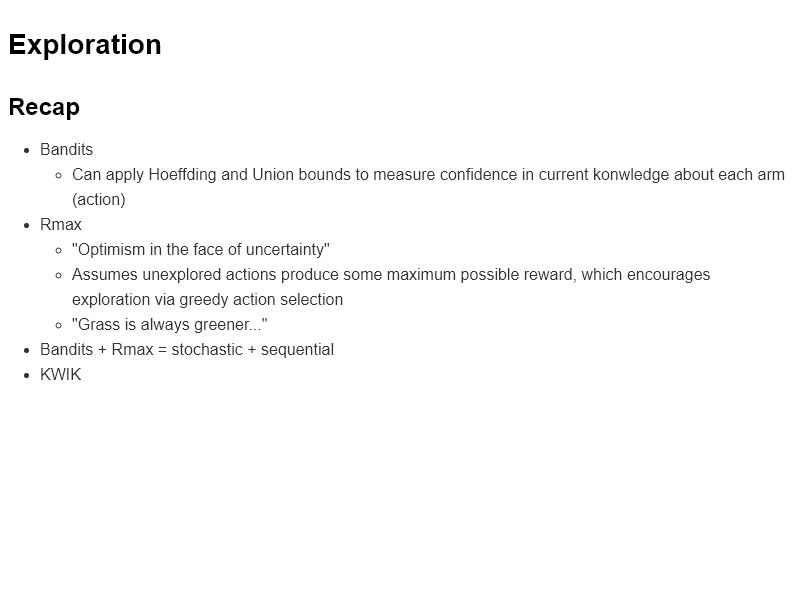 Exploration
Recap
• Bandits
◦ Can apply Hoeffding and Union bounds to measure confidence in current konwledge about each arm
(action)
• Rmax
◦ "Optimism in the face of uncertainty"
◦ Assumes unexplored actions produce some maximum possible reward, which encourages
exploration via greedy action selection
◦ "Grass is always greener..."
• Bandits + Rmax = stochastic + sequential
• KWIK